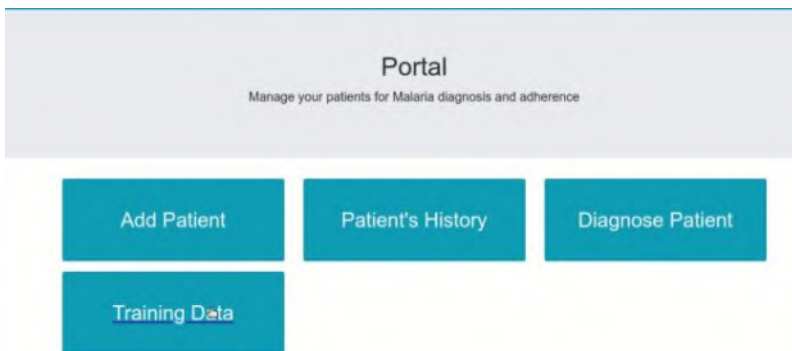 Portal
Manage your patients for Malaria diagnosis and adherence
Add Patient
Patient's History
Diagnose Patient
Training Data